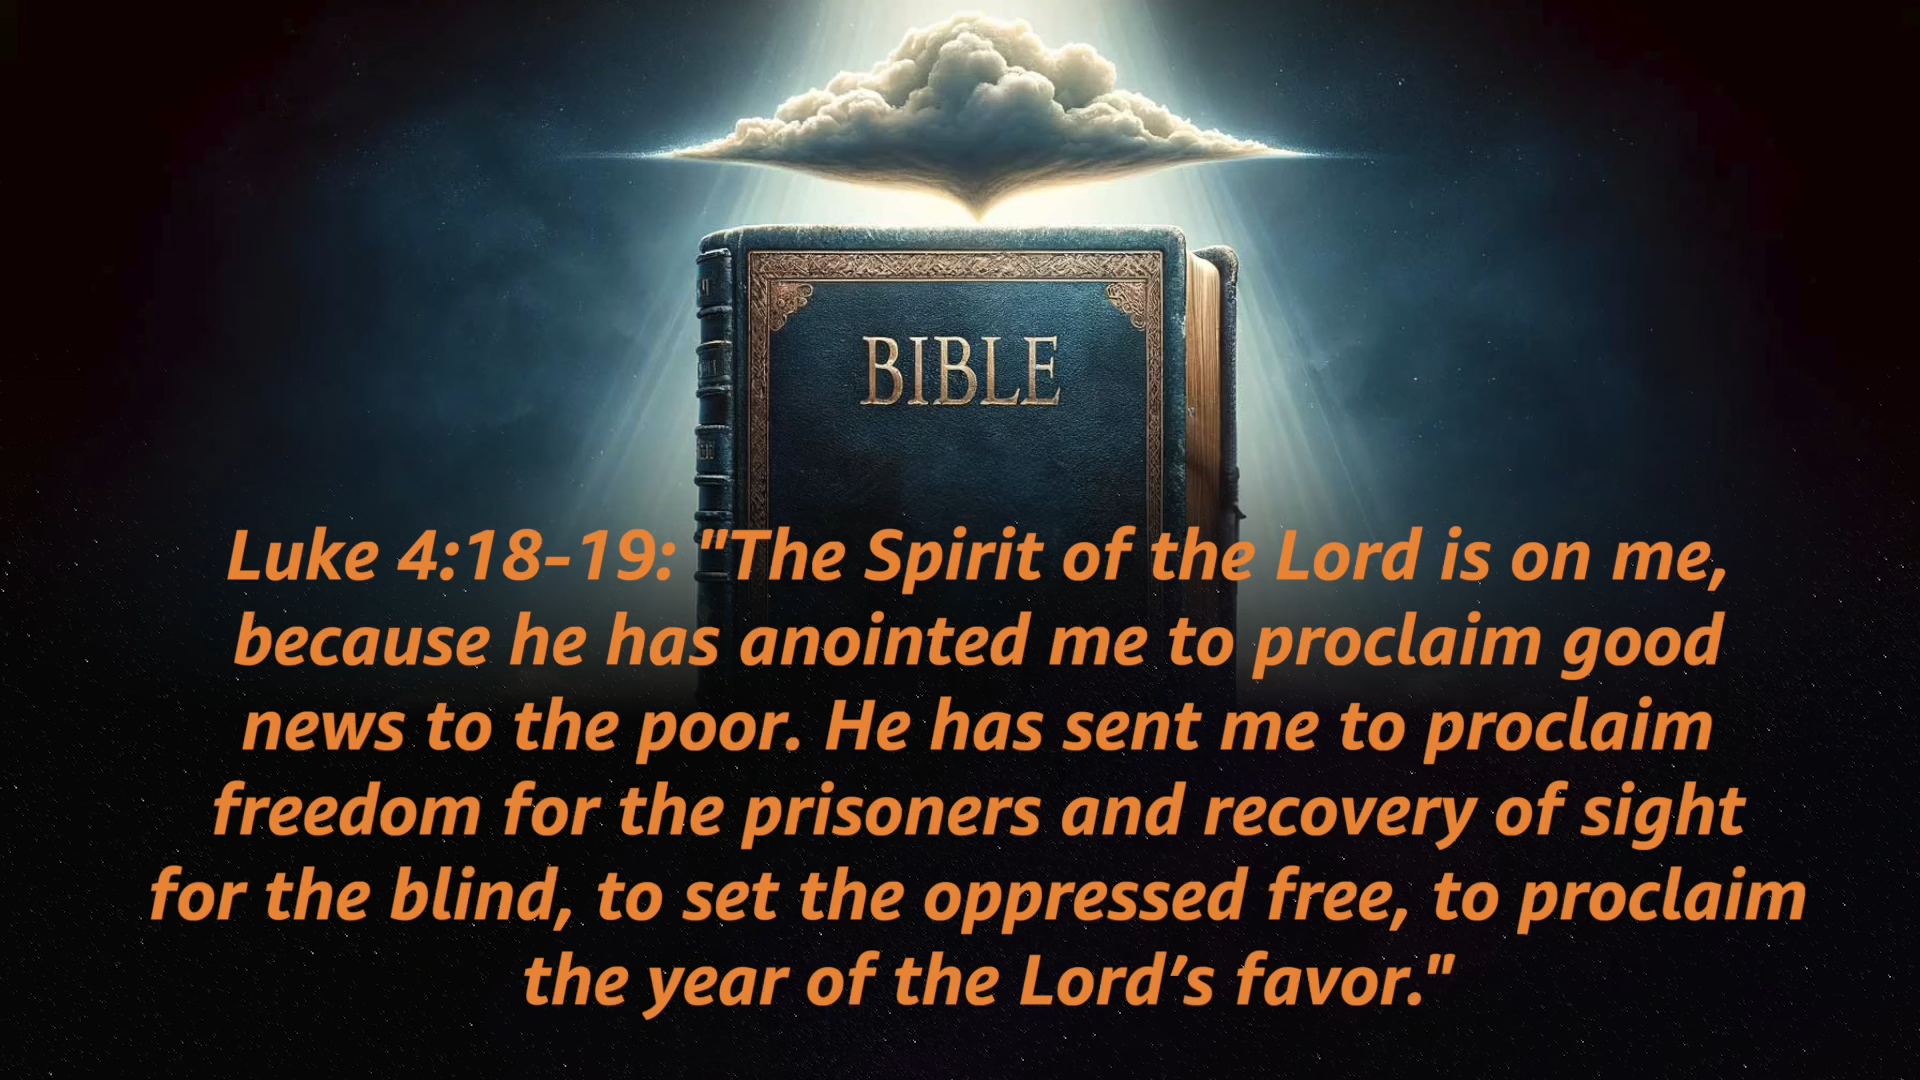 BIBLE
Luke 4:18-19: "The Spirit of the Lord is on me,
because he has anointed me to proclaim good
news to the poor. He has sent me to proclaim
freedom for the prisoners and recovery of sight
for the blind, to set the oppressed free, to proclaim
the year of the Lord’s favor."